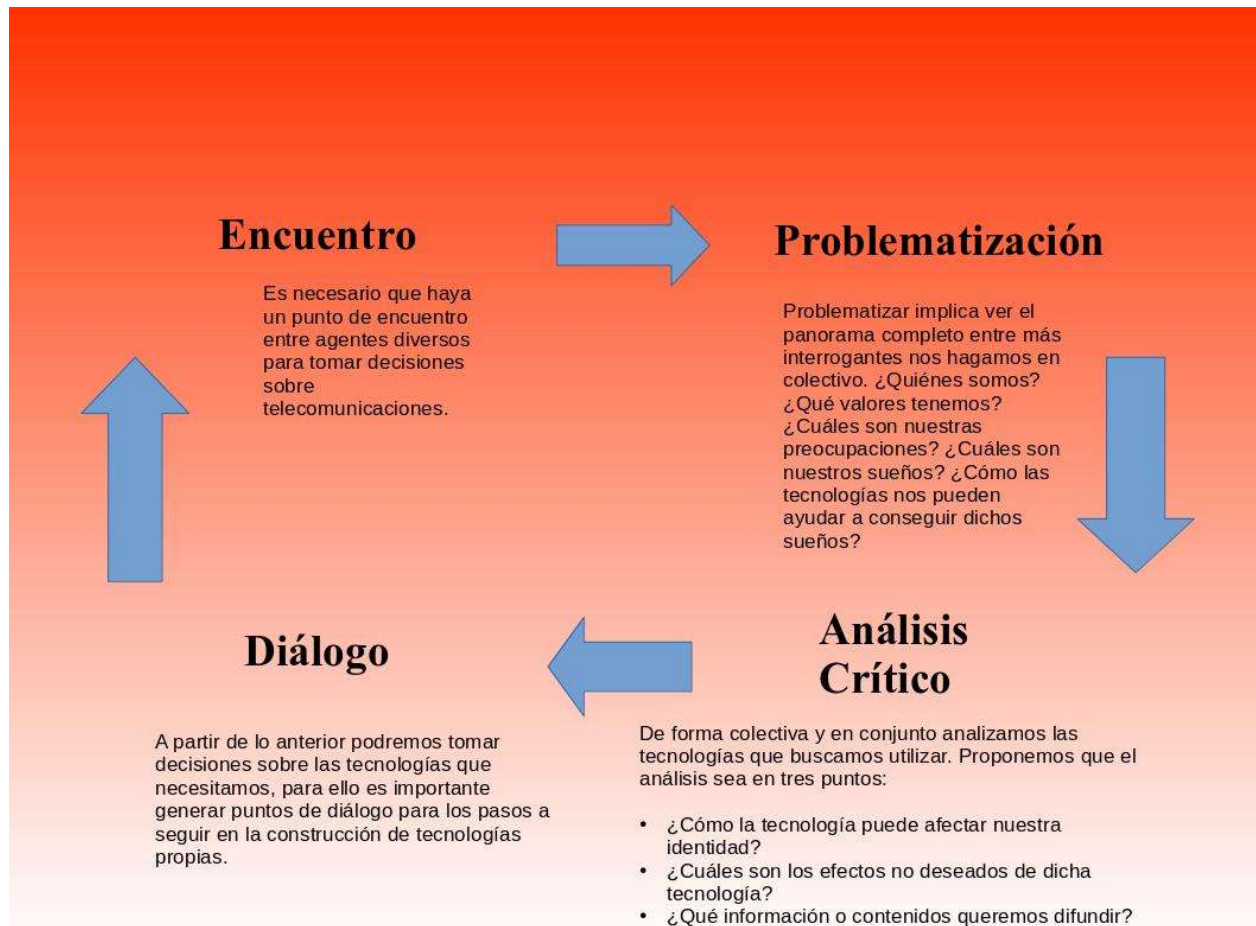 Encuentro
Es necesario que haya
un punto de encuentro
entre agentes diversos
para tomar decisiones
sobre
telecomunicaciones.
Problematización
Problematizar implica ver el
panorama completo entre más
interrogantes nos hagamos en
colectivo. ¿Quiénes somos?
¿Qué valores tenemos?
¿Cuáles son nuestras
preocupaciones? ¿Cuáles son
nuestros sueños? ¿Cómo las
tecnologías nos pueden
ayudar a conseguir dichos
sueños?
Análisis
Crítico
De forma colectiva y en conjunto analizamos las
tecnologías que buscamos utilizar. Proponemos que el
análisis sea en tres puntos:
• ¿Cómo la tecnología puede afectar nuestra
identidad?
• ¿Cuáles son los efectos no deseados de dicha
tecnología?
• ¿Qué información o contenidos queremos difundir?
Diálogo
A partir de lo anterior podremos tomar
decisiones sobre las tecnologías que
necesitamos, para ello es importante
generar puntos de diálogo para los pasos a
seguir en la construcción de tecnologías
propias.